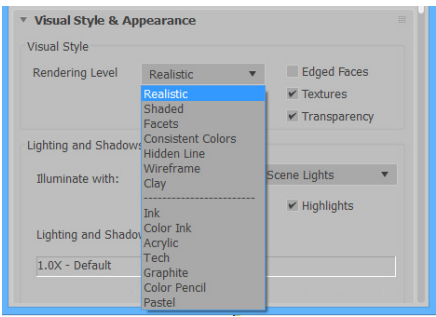 Visual Style & Appearance
Visual Style
Rendering Level Realistic Edged Faces
Realistic
Textures
Shaded
Facets
Transparency
Consistent Colors
Hidden Line
Lighting and Shadows
Wireframe
Illuminate with: Scene Lights
Clay
-------------------------
Ink
Highlights
Color Ink
Lighting and Shado
Acrylic
Tech
1.0X - Default
Graphite
Color Pencil
Pastel